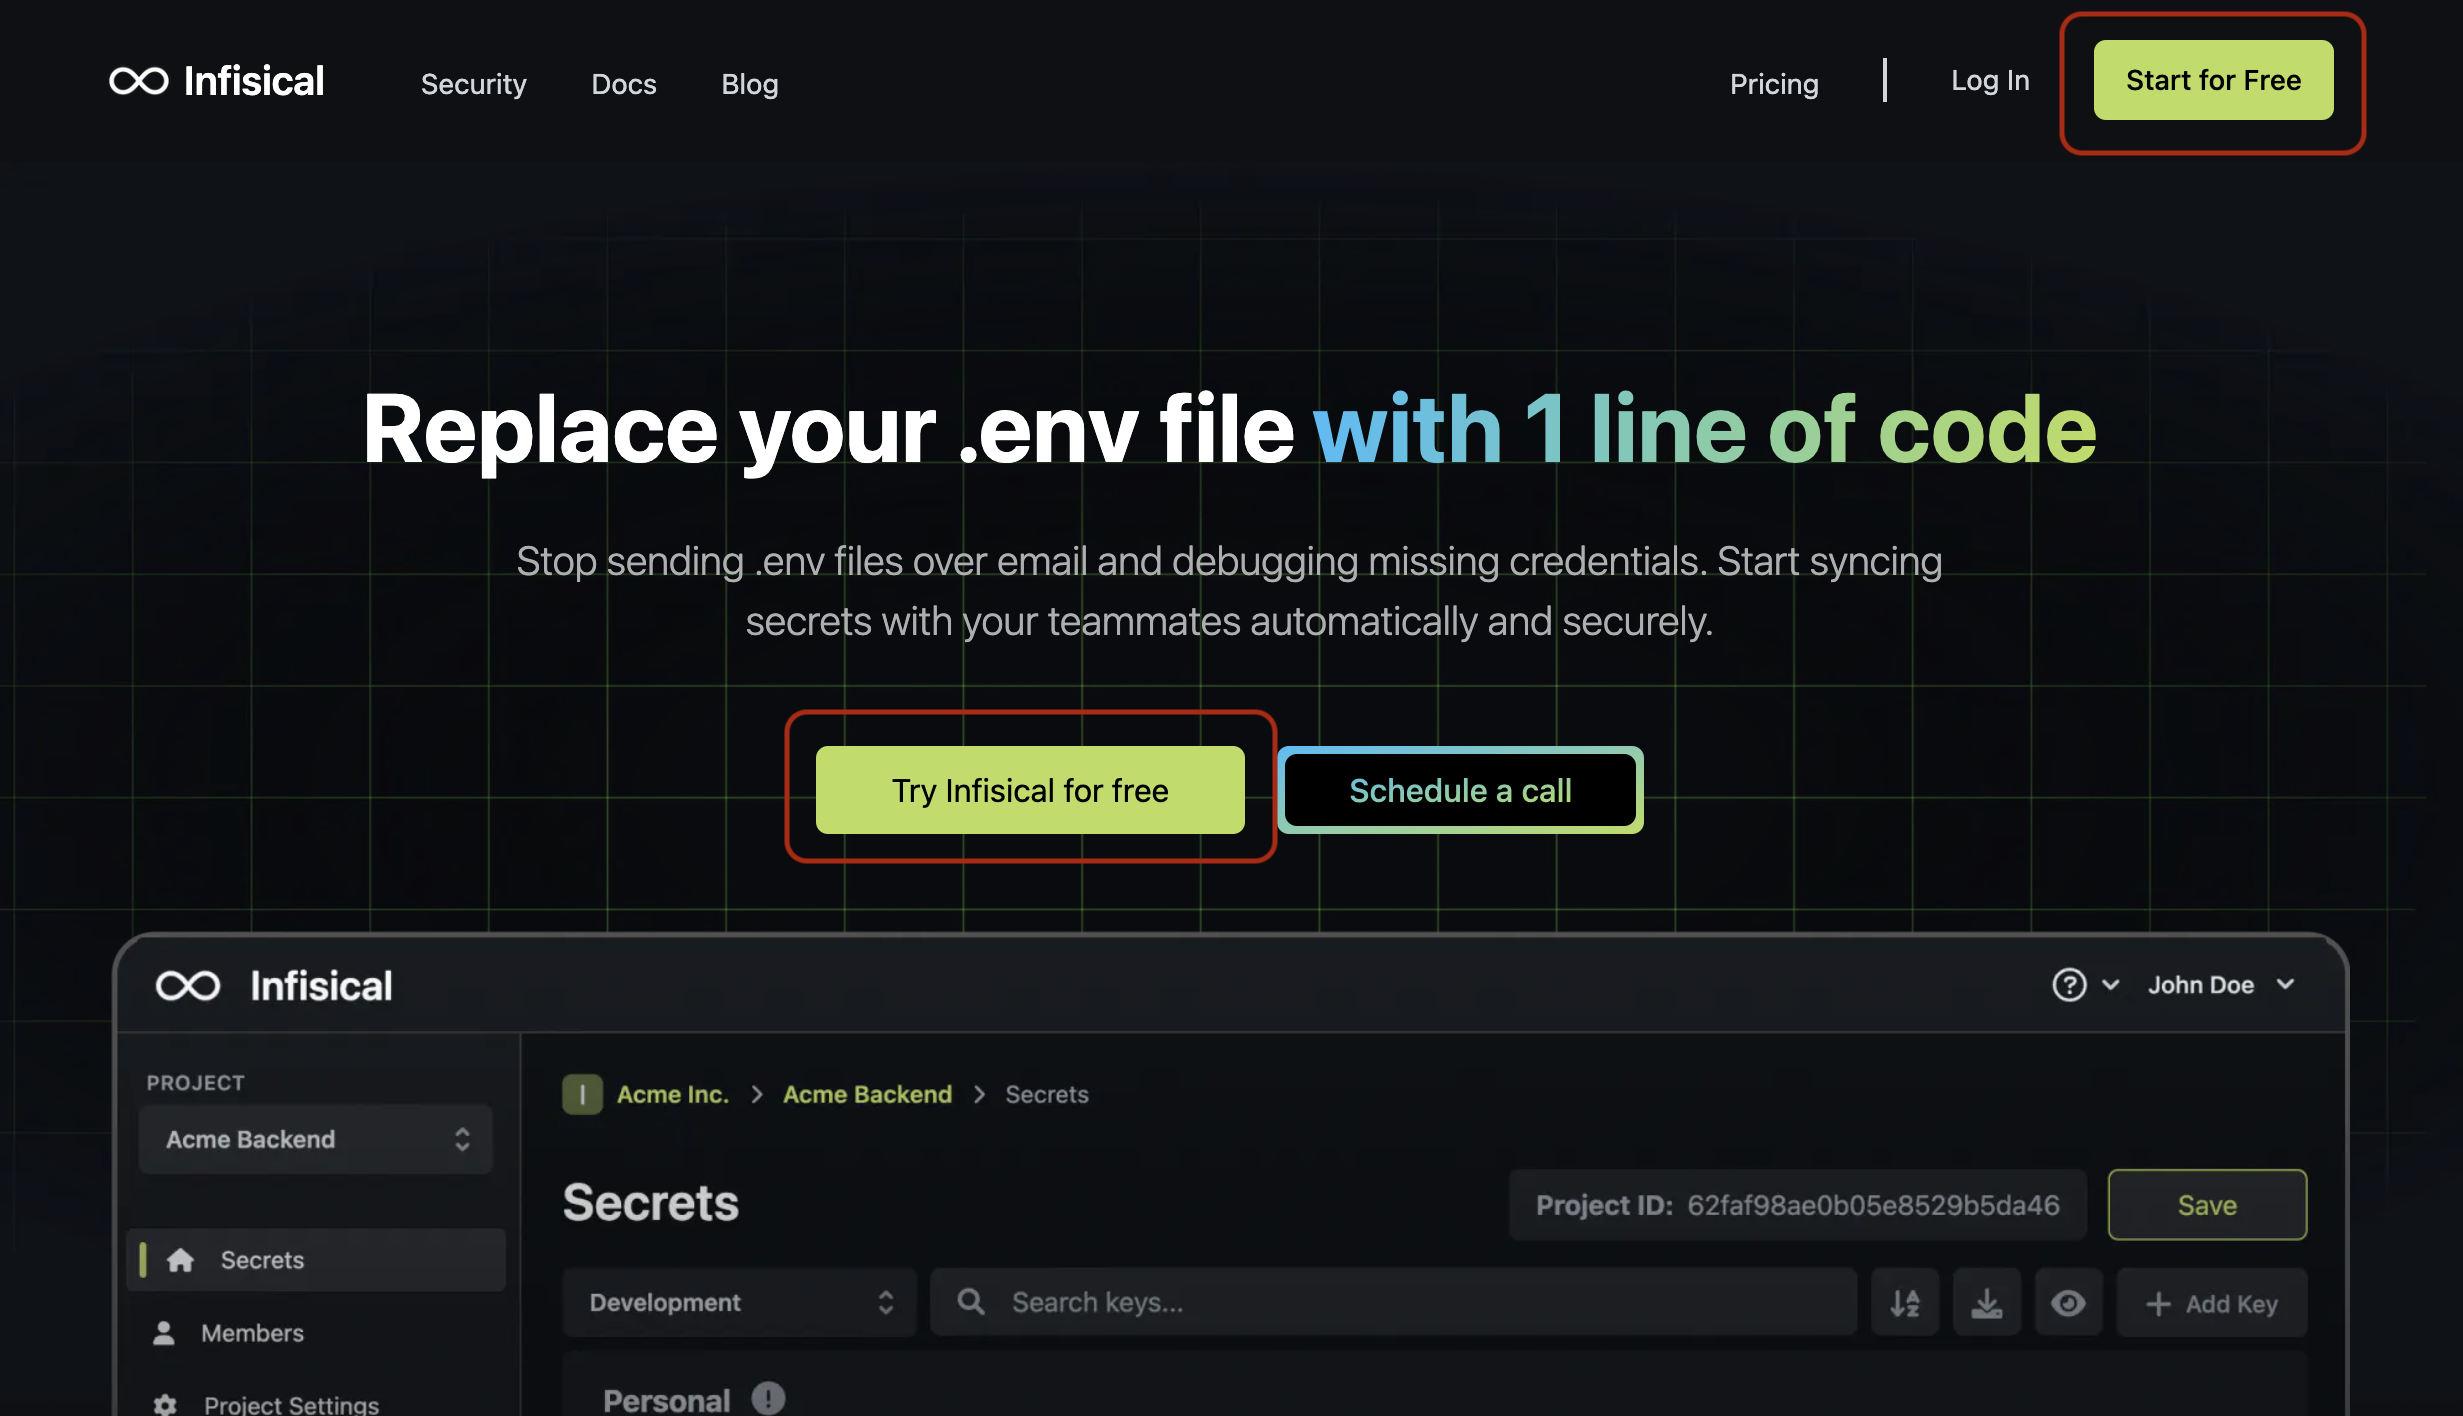 Infisical Security Docs Blog Pricing | Log In Start for Free
Replace your .env file with 1 line of code
Stop sending .env files over email and debugging missing credentials. Start syncing
secrets with your teammates automatically and securely.
Try Infisical for free Schedule a call
Infisical John Doe
PROJECT
Acme Backend
Secrets
Members
Project Settings
I Acme Inc. > Acme Backend > Secrets
Secrets Project ID: 62faf98ae0b05e8529b5da46 Save
Development Search keys... + Add Key
Personal